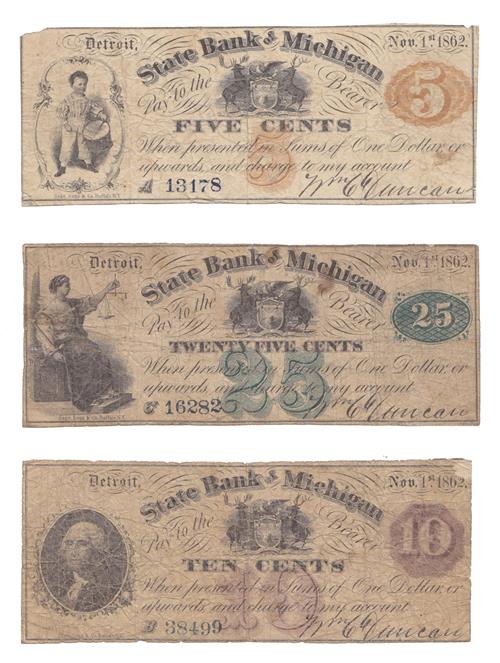 Detroit, Nov. 1st 1862.
State Bank of Michigan
Pay to the Bearer
5
FIVE CENTS
5
When presented in Sums of One Dollar or
upwards, and charge to my account
A 13178 Wm C Duncan
Detroit, Nov. 1st 1862.
State Bank of Michigan
Pay to the Bearer
25
TWENTY FIVE CENTS
25
When presented in Sums of One Dollar, or
upwards, and charge to my account
C 16282 Wm C Duncan
Detroit, Nov. 1st 1862.
State Bank of Michigan
Pay to the Bearer
10
TEN CENTS
10
When presented in Sums of One Dollar, or
upwards, and charge to my account
B 38499 Wm C Duncan